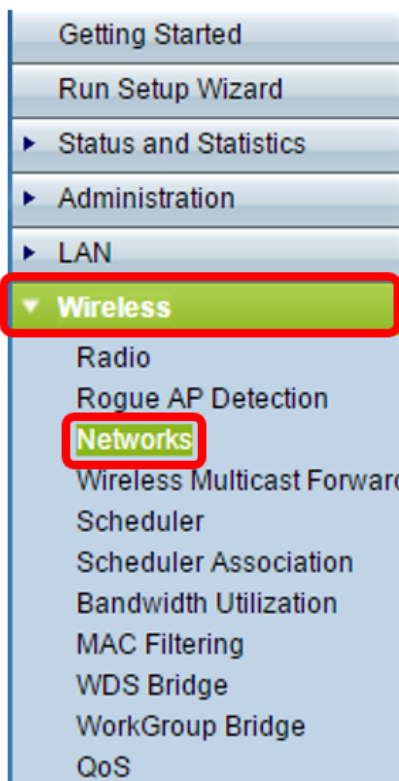 Getting Started
Run Setup Wizard
Status and Statistics
Administration
LAN
Wireless
Radio
Rogue AP Detection
Networks
Wireless Multicast Forward
Scheduler
Scheduler Association
Bandwidth Utilization
MAC Filtering
WDS Bridge
WorkGroup Bridge
QoS